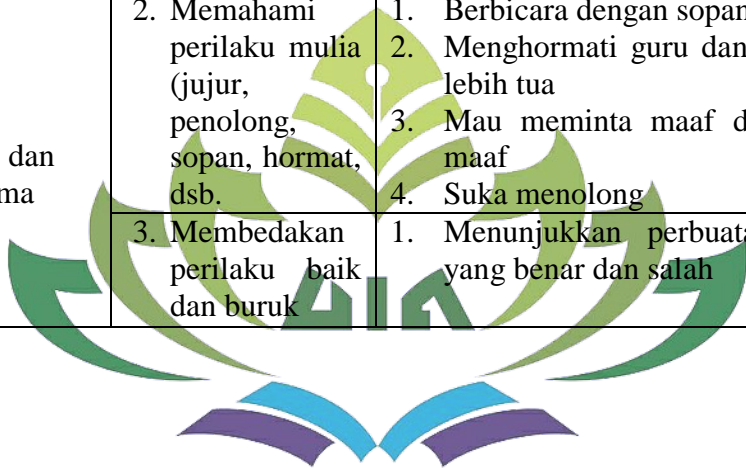 dan
ma
2. Memahami
perilaku mulia
(jujur,
penolong,
sopan, hormat,
dsb.
1. Berbicara dengan sopan
2. Menghormati guru dan
lebih tua
3. Mau meminta maaf d
maaf
4. Suka menolong
3. Membedakan
perilaku baik
dan buruk
1. Menunjukkan perbuata
yang benar dan salah